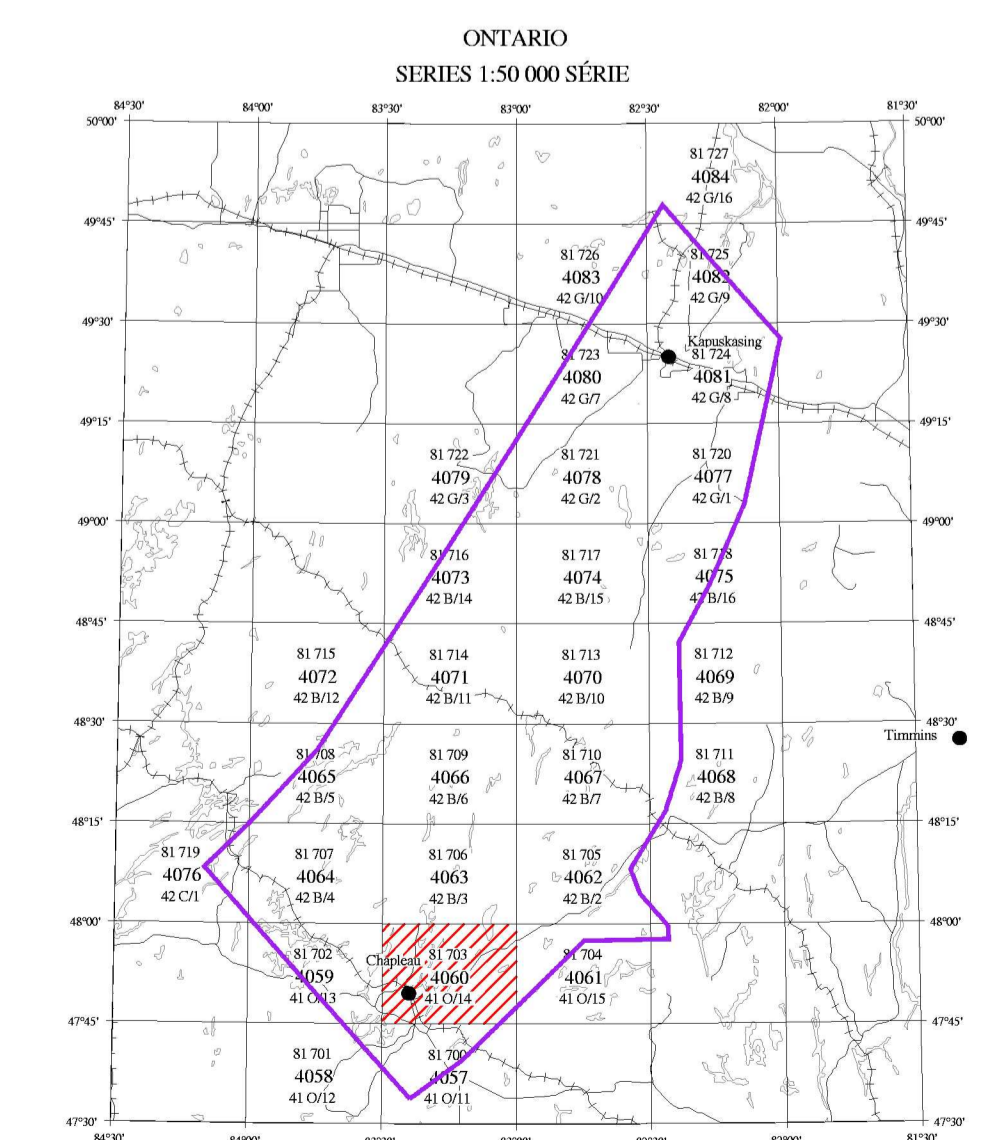 ONTARIO
SERIES 1:50 000 SÉRIE
84°30' 84°00' 83°30' 83°00' 82°30' 82°00' 81°30'
50°00' 50°00'
81 727
4084
42 G/16
49°45' 49°45'
81 726 81 725
4083 4082
42 G/10 42 G/9
49°30' 49°30'
Kapuskasing
81 723 81 724
4080 4081
42 G/7 42 G/8
49°15' 49°15'
81 722 81 721 81 720
4079 4078 4077
42 G/3 42 G/2 42 G/1
49°00' 49°00'
81 716 81 717 81 718
4073 4074 4075
42 B/14 42 B/15 42 B/16
48°45' 48°45'
81 715 81 714 81 713 81 712
4072 4071 4070 4069
42 B/12 42 B/11 42 B/10 42 B/9
48°30' 48°30'
Timmins
81 708 81 709 81 710 81 711
4065 4066 4067 4068
42 B/5 42 B/6 42 B/7 42 B/8
48°15' 48°15'
81 719 81 707 81 706 81 705
4076 4064 4063 4062
42 C/1 42 B/4 42 B/3 42 B/2
48°00' 48°00'
81 702 Chapleau 81 703 81 704
4059 4060 4061
41 O/13 41 O/14 41 O/15
47°45' 47°45'
81 701 81 700
4058 4057
41 O/12 41 O/11
47°30' 47°30'
84°30' 84°00' 83°30' 83°00' 82°30' 82°00' 81°30'